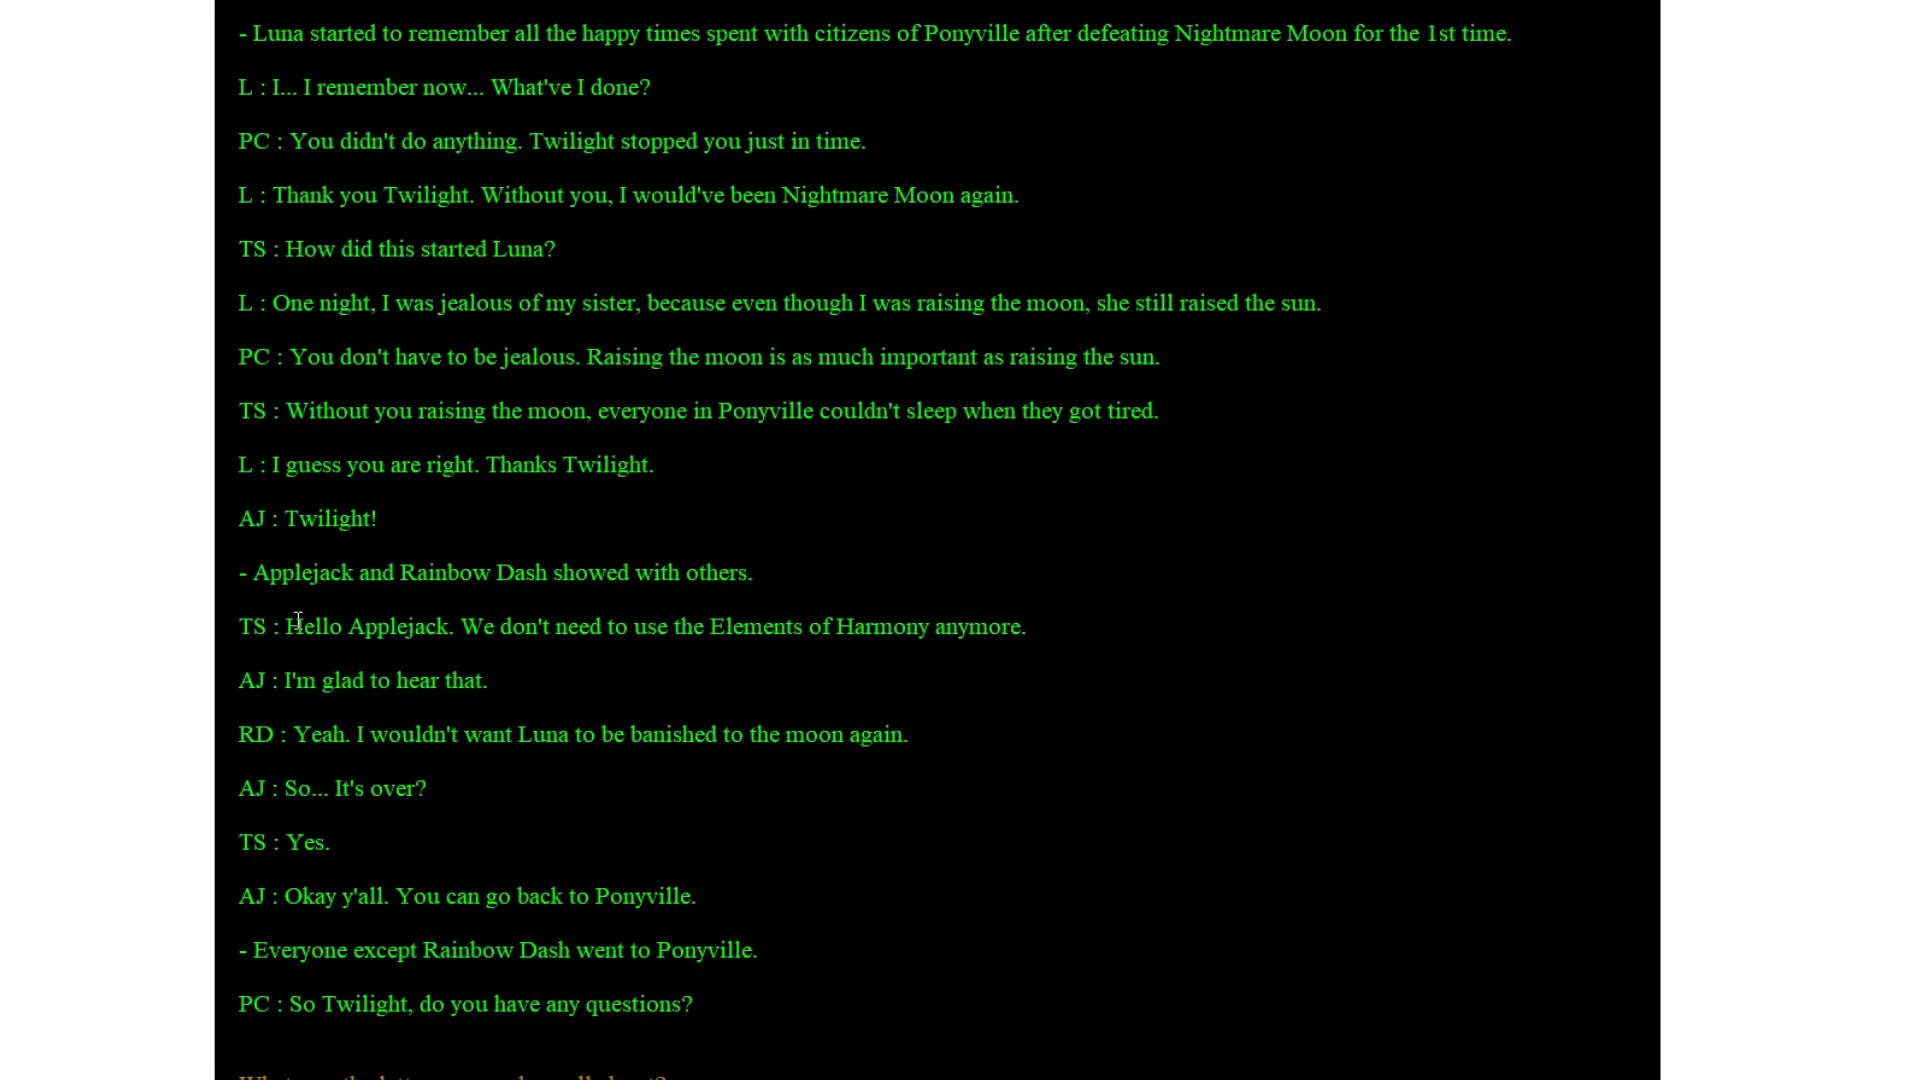 - Luna started to remember all the happy times spent with citizens of Ponyville after defeating Nightmare Moon for the 1st time.
L : I... I remember now... What've I done?
PC : You didn't do anything. Twilight stopped you just in time.
L : Thank you Twilight. Without you, I would've been Nightmare Moon again.
TS : How did this started Luna?
L : One night, I was jealous of my sister, because even though I was raising the moon, she still raised the sun.
PC : You don't have to be jealous. Raising the moon is as much important as raising the sun.
TS : Without you raising the moon, everyone in Ponyville couldn't sleep when they got tired.
L : I guess you are right. Thanks Twilight.
AJ : Twilight!
- Applejack and Rainbow Dash showed with others.
TS : Hello Applejack. We don't need to use the Elements of Harmony anymore.
AJ : I'm glad to hear that.
RD : Yeah. I wouldn't want Luna to be banished to the moon again.
AJ : So... It's over?
TS : Yes.
AJ : Okay y'all. You can go back to Ponyville.
- Everyone except Rainbow Dash went to Ponyville.
PC : So Twilight, do you have any questions?